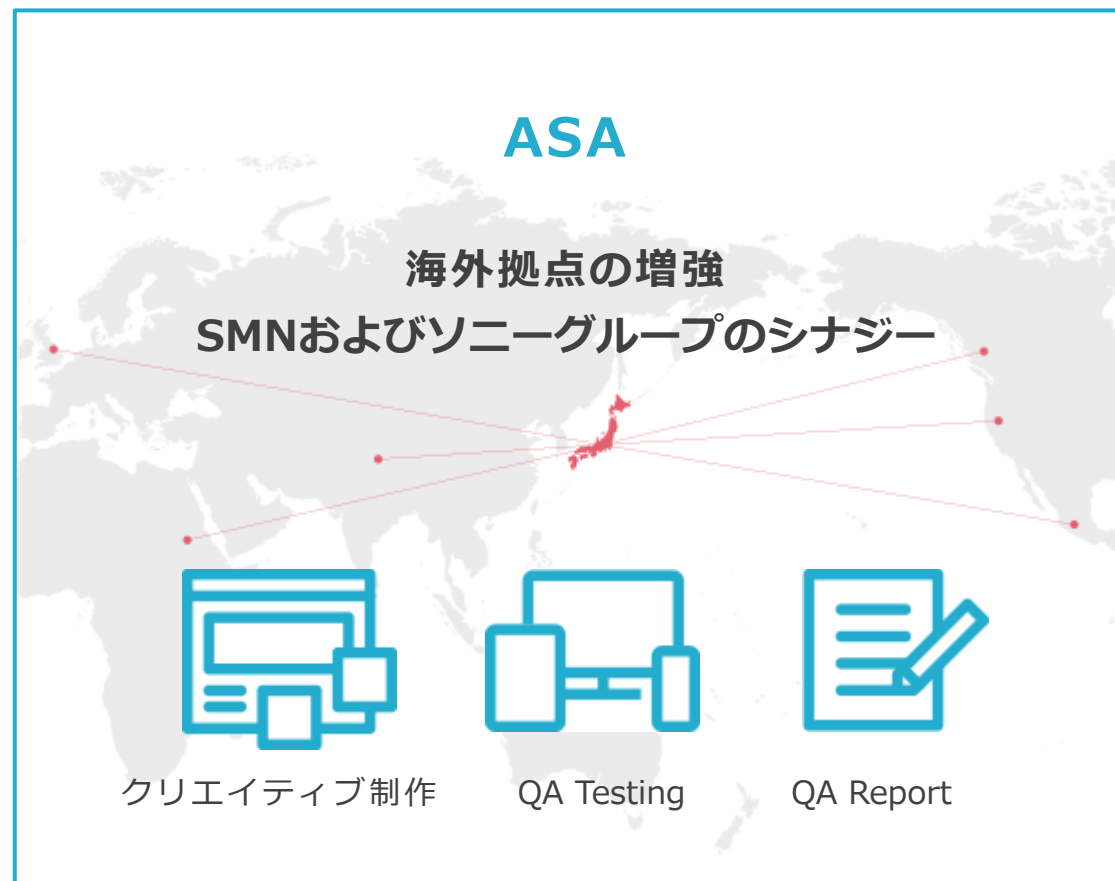 ASA
海外拠点の増強
SMNおよびソニーグループのシナジー
クリエイティブ制作
QA Testing
QA Report